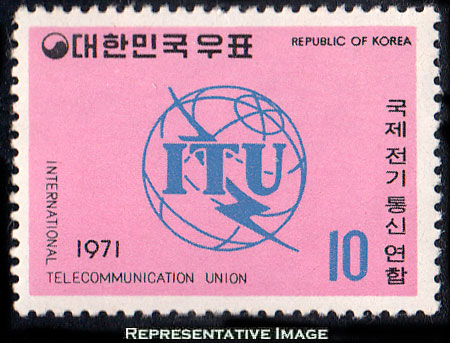 대한민국우표
REPUBLIC OF KOREA
국제전기통신연합
ITU
INTERNATIONAL
TELECOMMUNICATION UNION
1971
10
REPRESENTATIVE IMAGE